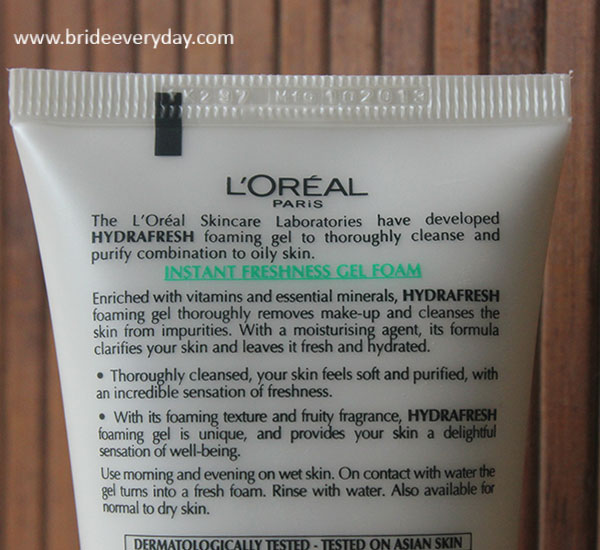 www.brideeveryday.com
L'ORÉAL
PARIS
The L'Oréal Skincare Laboratories have developed
HYDRAFRESH foaming gel to thoroughly cleanse and
purify combination to oily skin.
INSTANT FRESHNESS GEL FOAM
Enriched with vitamins and essential minerals, HYDRAFRESH
foaming gel thoroughly removes make-up and cleanses the
skin from impurities. With a moisturising agent, its formula
clarifies your skin and leaves it fresh and hydrated.
• Thoroughly cleansed, your skin feels soft and purified, with
an incredible sensation of freshness.
• With its foaming texture and fruity fragrance, HYDRAFRESH
foaming gel is unique, and provides your skin a delightful
sensation of well-being.
Use morning and evening on wet skin. On contact with water the
gel turns into a fresh foam. Rinse with water. Also available for
normal to dry skin.
DERMATOLOGICALLY TESTED - TESTED ON ASIAN SKIN